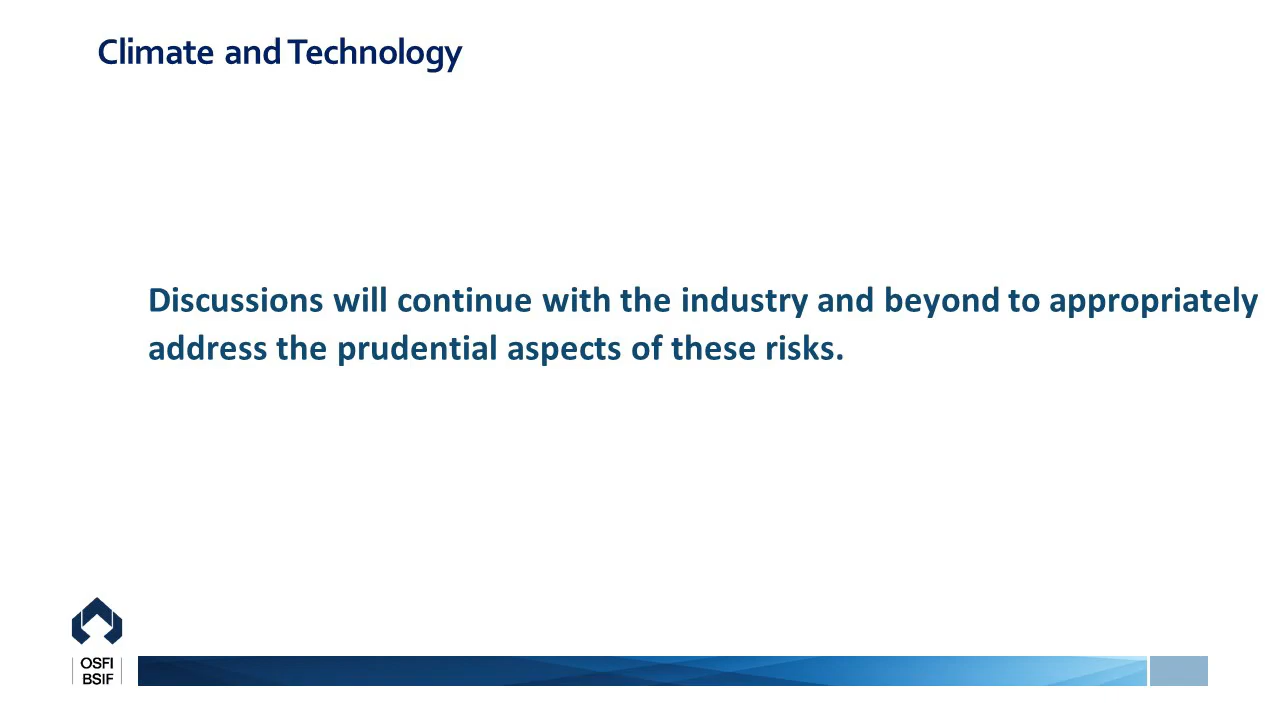 Climate and Technology
Discussions will continue with the industry and beyond to appropriately
address the prudential aspects of these risks.
OSFI
BSIF